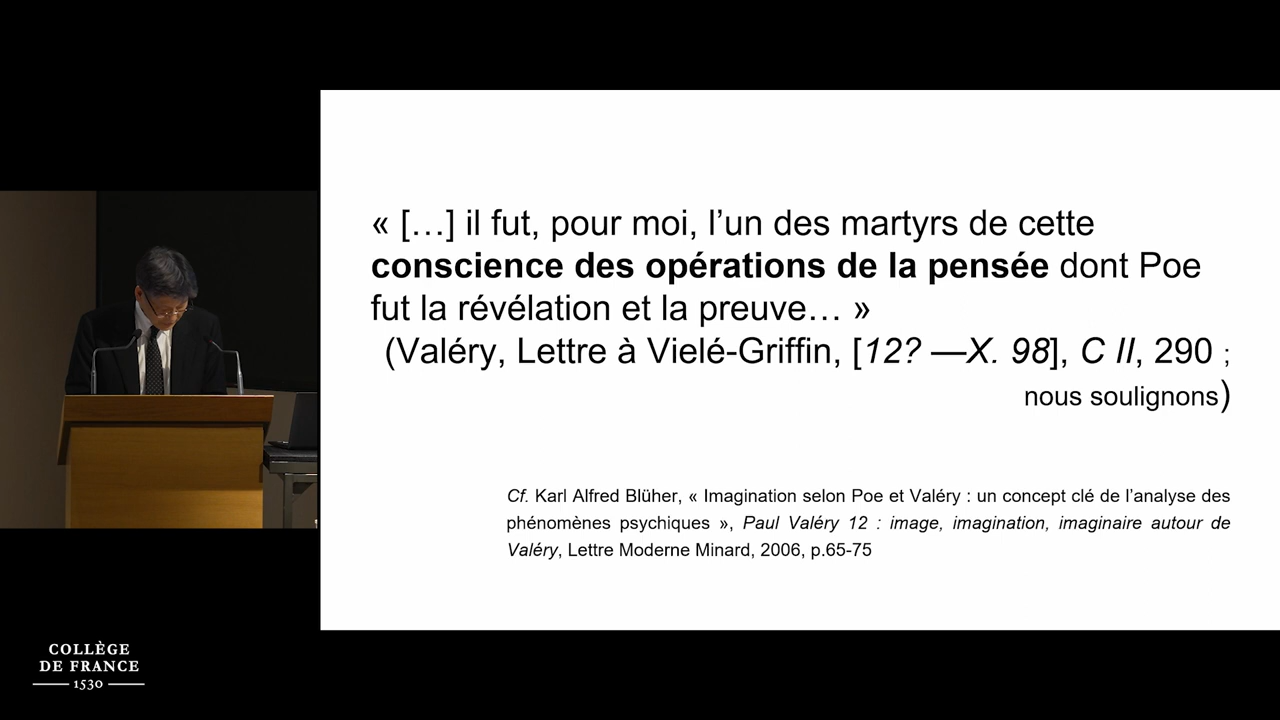 « […] il fut, pour moi, l’un des martyrs de cette
conscience des opérations de la pensée dont Poe
fut la révélation et la preuve… »
(Valéry, Lettre à Vielé-Griffin, [12? —X. 98], C II, 290 ;
nous soulignons)
Cf. Karl Alfred Blüher, « Imagination selon Poe et Valéry : un concept clé de l’analyse des
phénomènes psychiques », Paul Valéry 12 : image, imagination, imaginaire autour de
Valéry, Lettre Moderne Minard, 2006, p.65-75
COLLÈGE
DE FRANCE
1530